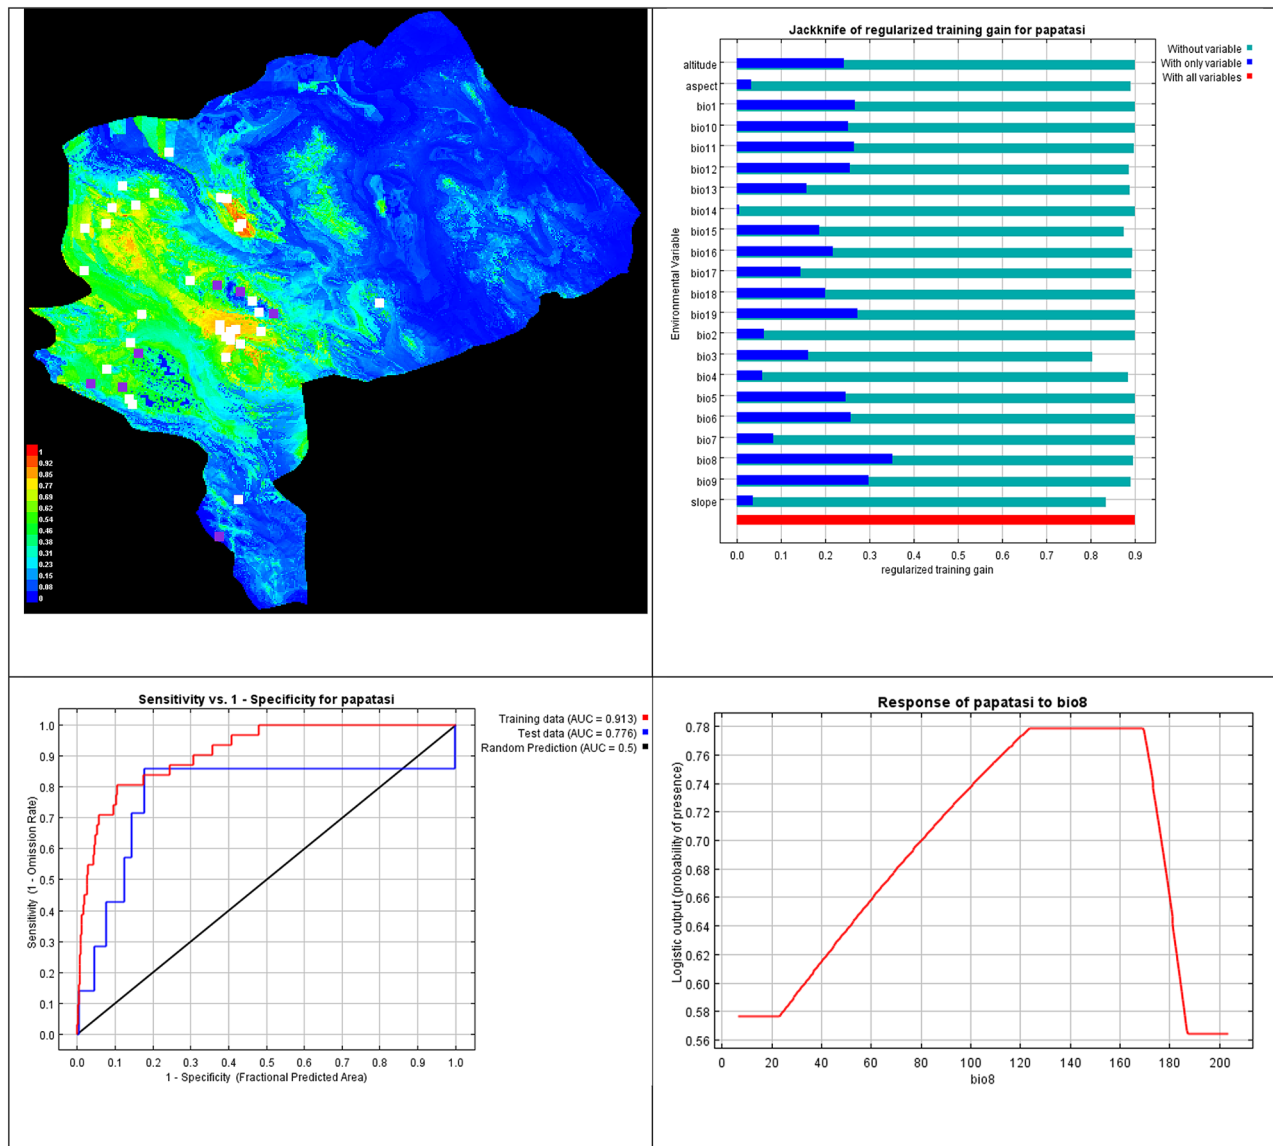 1
0.92
0.85
0.77
0.69
0.62
0.54
0.46
0.38
0.31
0.23
0.15
0.08
0
Jackknife of regularized training gain for papatasi
Without variable
With only variable
With all variables
Environmental Variable
altitude
aspect
bio1
bio10
bio11
bio12
bio13
bio14
bio15
bio16
bio17
bio18
bio19
bio2
bio3
bio4
bio5
bio6
bio7
bio8
bio9
slope
0.0 0.1 0.2 0.3 0.4 0.5 0.6 0.7 0.8 0.9
regularized training gain
Sensitivity vs. 1 - Specificity for papatasi
Training data (AUC = 0.913)
Test data (AUC = 0.776)
Random Prediction (AUC = 0.5)
Sensitivity (1 - Omission Rate)
1.0
0.9
0.8
0.7
0.6
0.5
0.4
0.3
0.2
0.1
0.0
0.0 0.1 0.2 0.3 0.4 0.5 0.6 0.7 0.8 0.9 1.0
1 - Specificity (Fractional Predicted Area)
Response of papatasi to bio8
Logistic output (probability of presence)
0.78
0.76
0.74
0.72
0.70
0.68
0.66
0.64
0.62
0.60
0.58
0.56
0 20 40 60 80 100 120 140 160 180 200
bio8